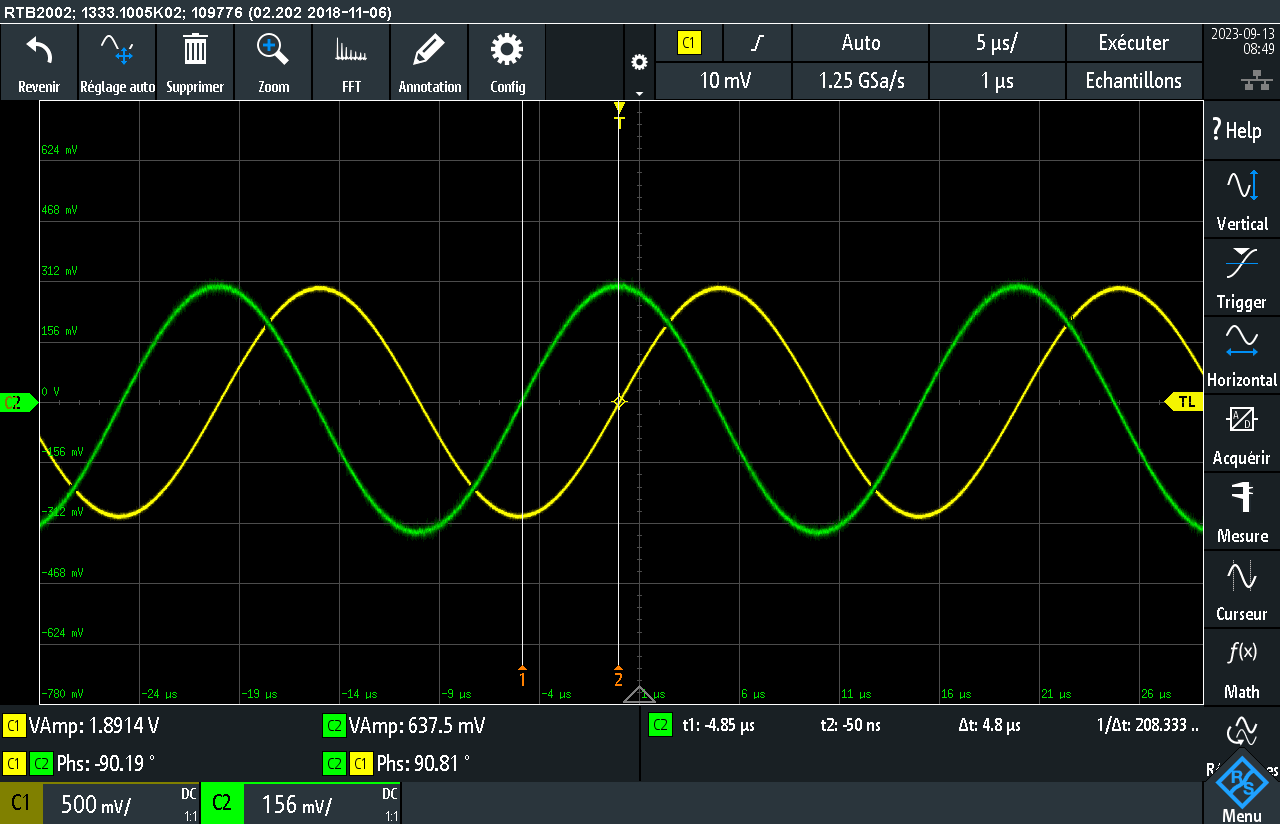 RTB2002; 1333.1005K02; 109776 (02.202 2018-11-06)
Revenir
Réglage auto
Supprimer
Zoom
FFT
Annotation
Config
C1
Auto
5 µs/
Exécuter
10 mV
1.25 GSa/s
1 µs
Echantillons
2023-09-13
08:49
? Help
Vertical
Trigger
Horizontal
A/D
Acquérir
Mesure
Curseur
f(x)
Math
T
624 mV
468 mV
312 mV
156 mV
0 V
C2
TL
-156 mV
-312 mV
-468 mV
-624 mV
-780 mV
-24 µs
-19 µs
-14 µs
-9 µs
-4 µs
1 µs
6 µs
11 µs
16 µs
21 µs
26 µs
1
2
C1 VAmp: 1.8914 V
C2 VAmp: 637.5 mV
C2 t1: -4.85 µs t2: -50 ns Δt: 4.8 µs 1/Δt: 208.333 ..
C1 C2 Phs: -90.19 °
C2 C1 Phs: 90.81 °
C1 500 mV/ DC 1:1
C2 156 mV/ DC 1:1
R&S
Menu